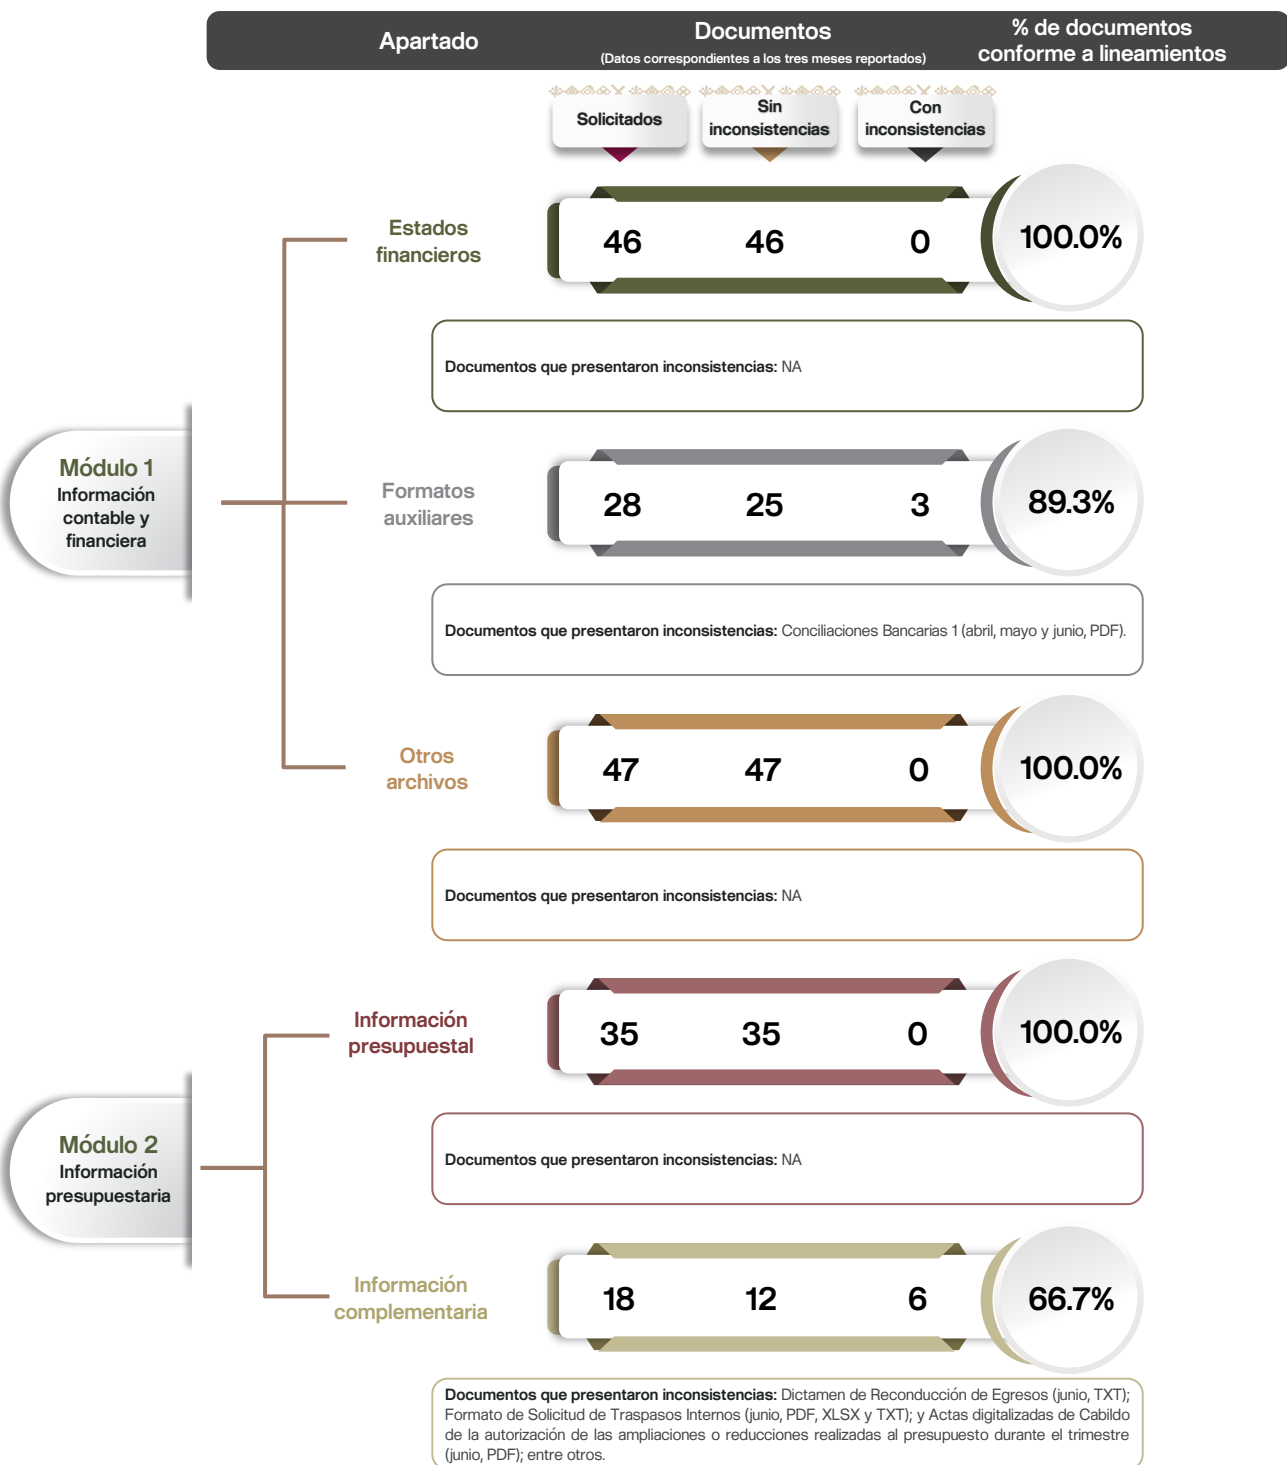 Apartado
Documentos
(Datos correspondientes a los tres meses reportados)
% de documentos
conforme a lineamientos
Solicitados
Sin
inconsistencias
Con
inconsistencias
Módulo 1
Información
contable y
financiera
Estados
financieros
46 46 0 100.0%
Documentos que presentaron inconsistencias: NA
Formatos
auxiliares
28 25 3 89.3%
Documentos que presentaron inconsistencias: Conciliaciones Bancarias 1 (abril, mayo y junio, PDF).
Otros
archivos
47 47 0 100.0%
Documentos que presentaron inconsistencias: NA
Módulo 2
Información
presupuestaria
Información
presupuestal
35 35 0 100.0%
Documentos que presentaron inconsistencias: NA
Información
complementaria
18 12 6 66.7%
Documentos que presentaron inconsistencias: Dictamen de Reconducción de Egresos (junio, TXT);
Formato de Solicitud de Traspasos Internos (junio, PDF, XLSX y TXT); y Actas digitalizadas de Cabildo
de la autorización de las ampliaciones o reducciones realizadas al presupuesto durante el trimestre
(junio, PDF); entre otros.